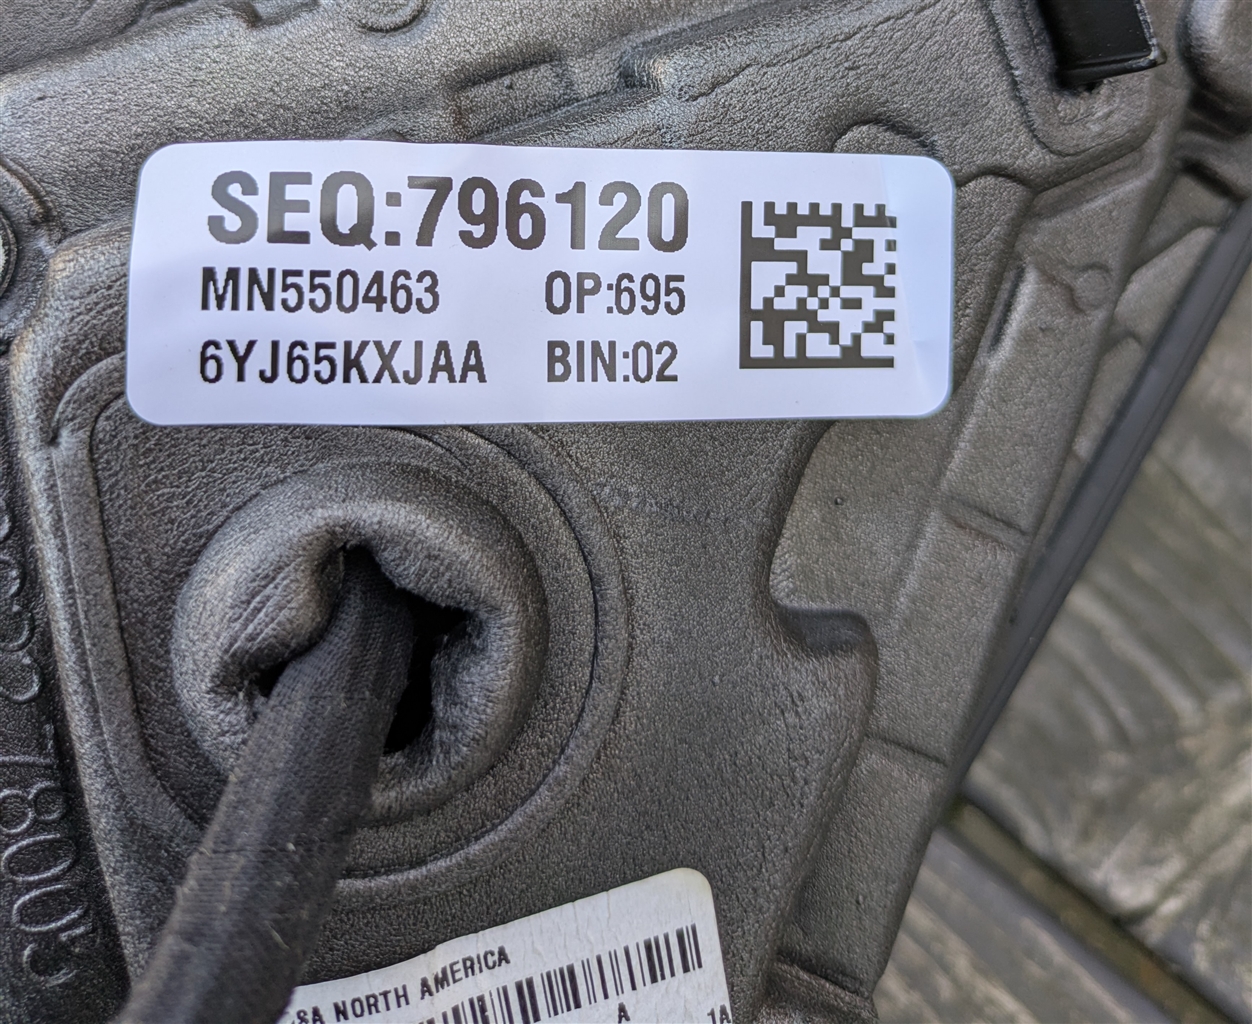 SEQ:796120
MN550463 OP:695
6YJ65KXJAA BIN:02
NORTH AMERICA
A 1A